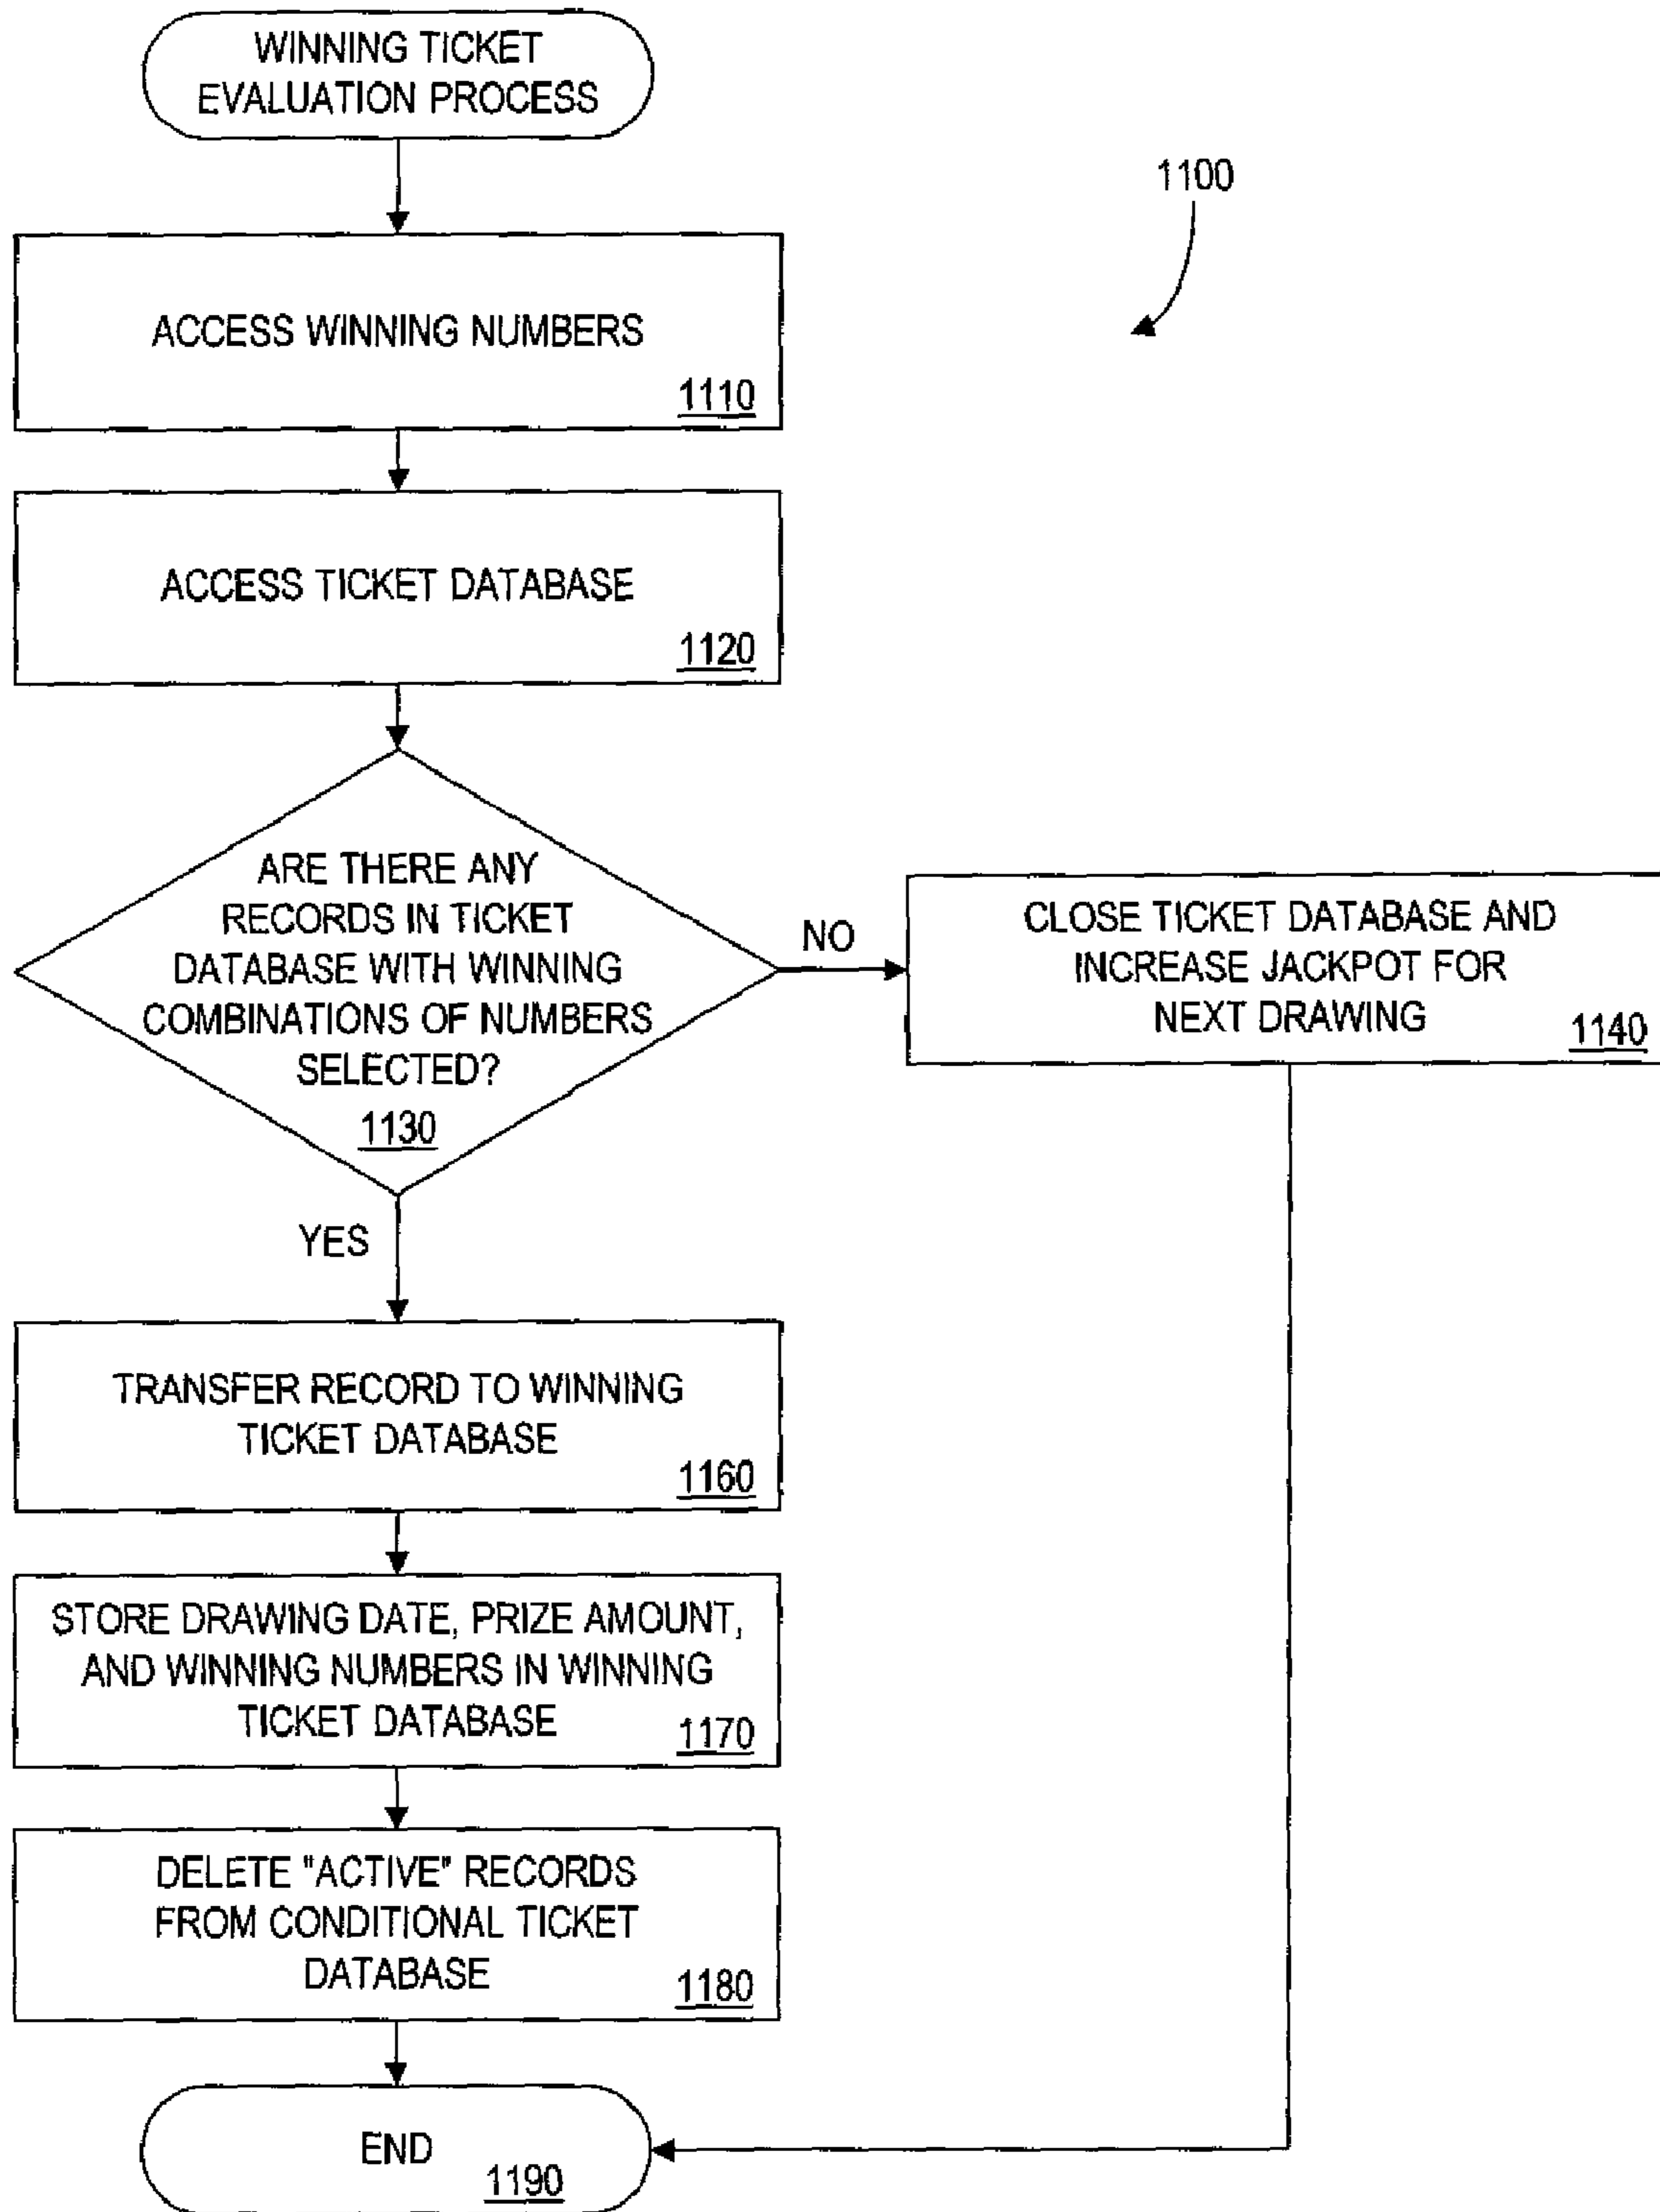 WINNING TICKET
EVALUATION PROCESS
1100
ACCESS WINNING NUMBERS
1110
ACCESS TICKET DATABASE
1120
ARE THERE ANY
RECORDS IN TICKET
DATABASE WITH WINNING
COMBINATIONS OF NUMBERS
SELECTED?
1130
NO
CLOSE TICKET DATABASE AND
INCREASE JACKPOT FOR
NEXT DRAWING
1140
YES
TRANSFER RECORD TO WINNING
TICKET DATABASE
1160
STORE DRAWING DATE, PRIZE AMOUNT,
AND WINNING NUMBERS IN WINNING
TICKET DATABASE
1170
DELETE "ACTIVE" RECORDS
FROM CONDITIONAL TICKET
DATABASE
1180
END
1190